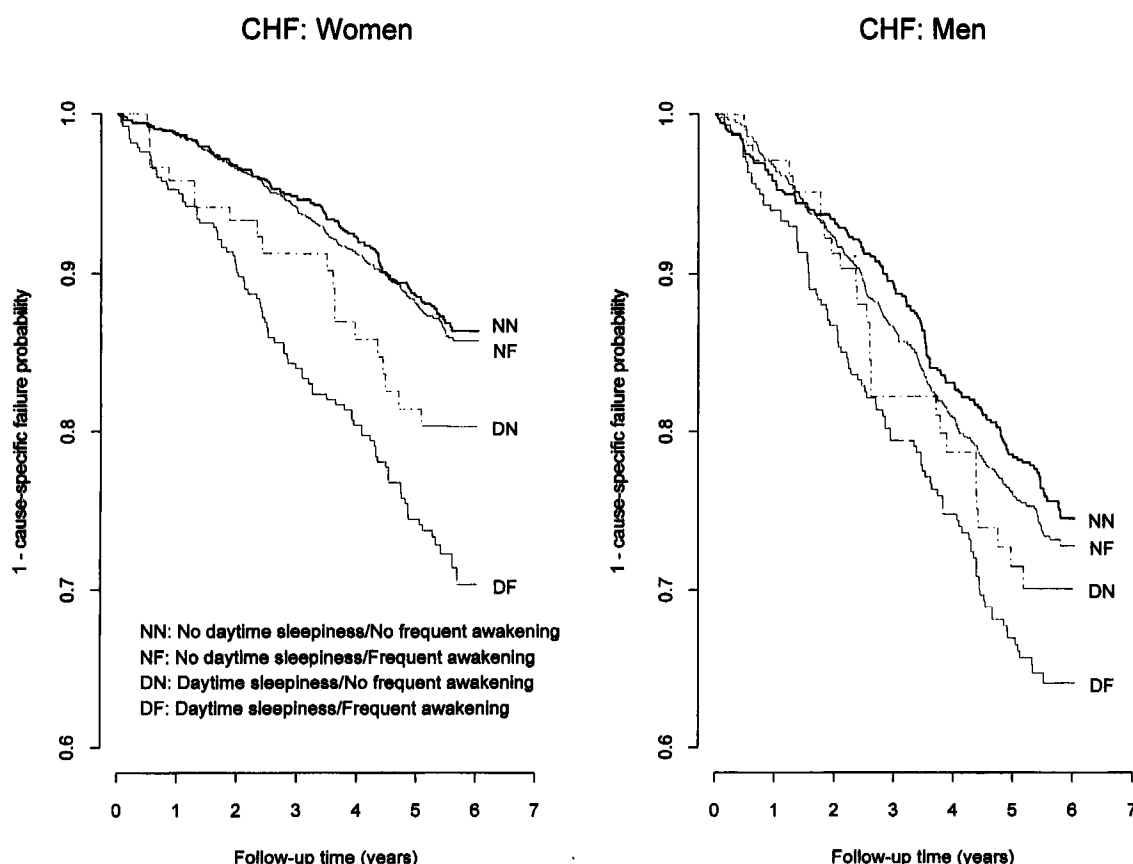 CHF: Women
1 - cause-specific failure probability
1.0
0.9
0.8
0.7
0.6
NN
NF
DN
DF
NN: No daytime sleepiness/No frequent awakening
NF: No daytime sleepiness/Frequent awakening
DN: Daytime sleepiness/No frequent awakening
DF: Daytime sleepiness/Frequent awakening
0 1 2 3 4 5 6 7
Follow-up time (years)
CHF: Men
1 - cause-specific failure probability
1.0
0.9
0.8
0.7
0.6
NN
NF
DN
DF
0 1 2 3 4 5 6 7
Follow-up time (years)